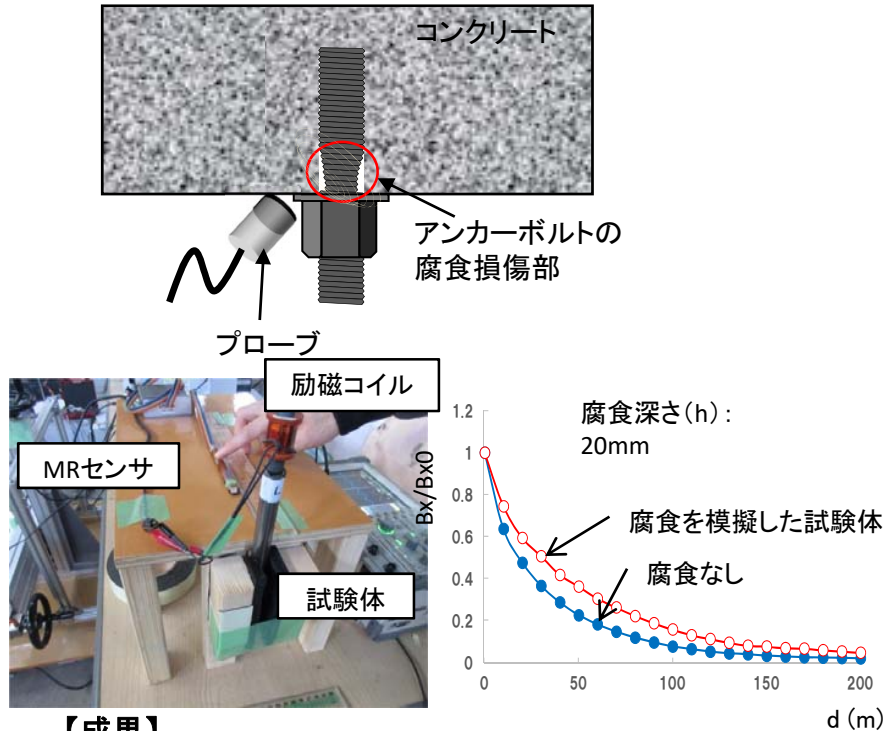 コンクリート
アンカーボルトの
腐食損傷部
プローブ
励磁コイル
MRセンサ
試験体
腐食深さ(h):
20mm
腐食を模擬した試験体
腐食なし
Bx/Bx0
1.2
1
0.8
0.6
0.4
0.2
0
0 50 100 150 200
d (m)
【成果】